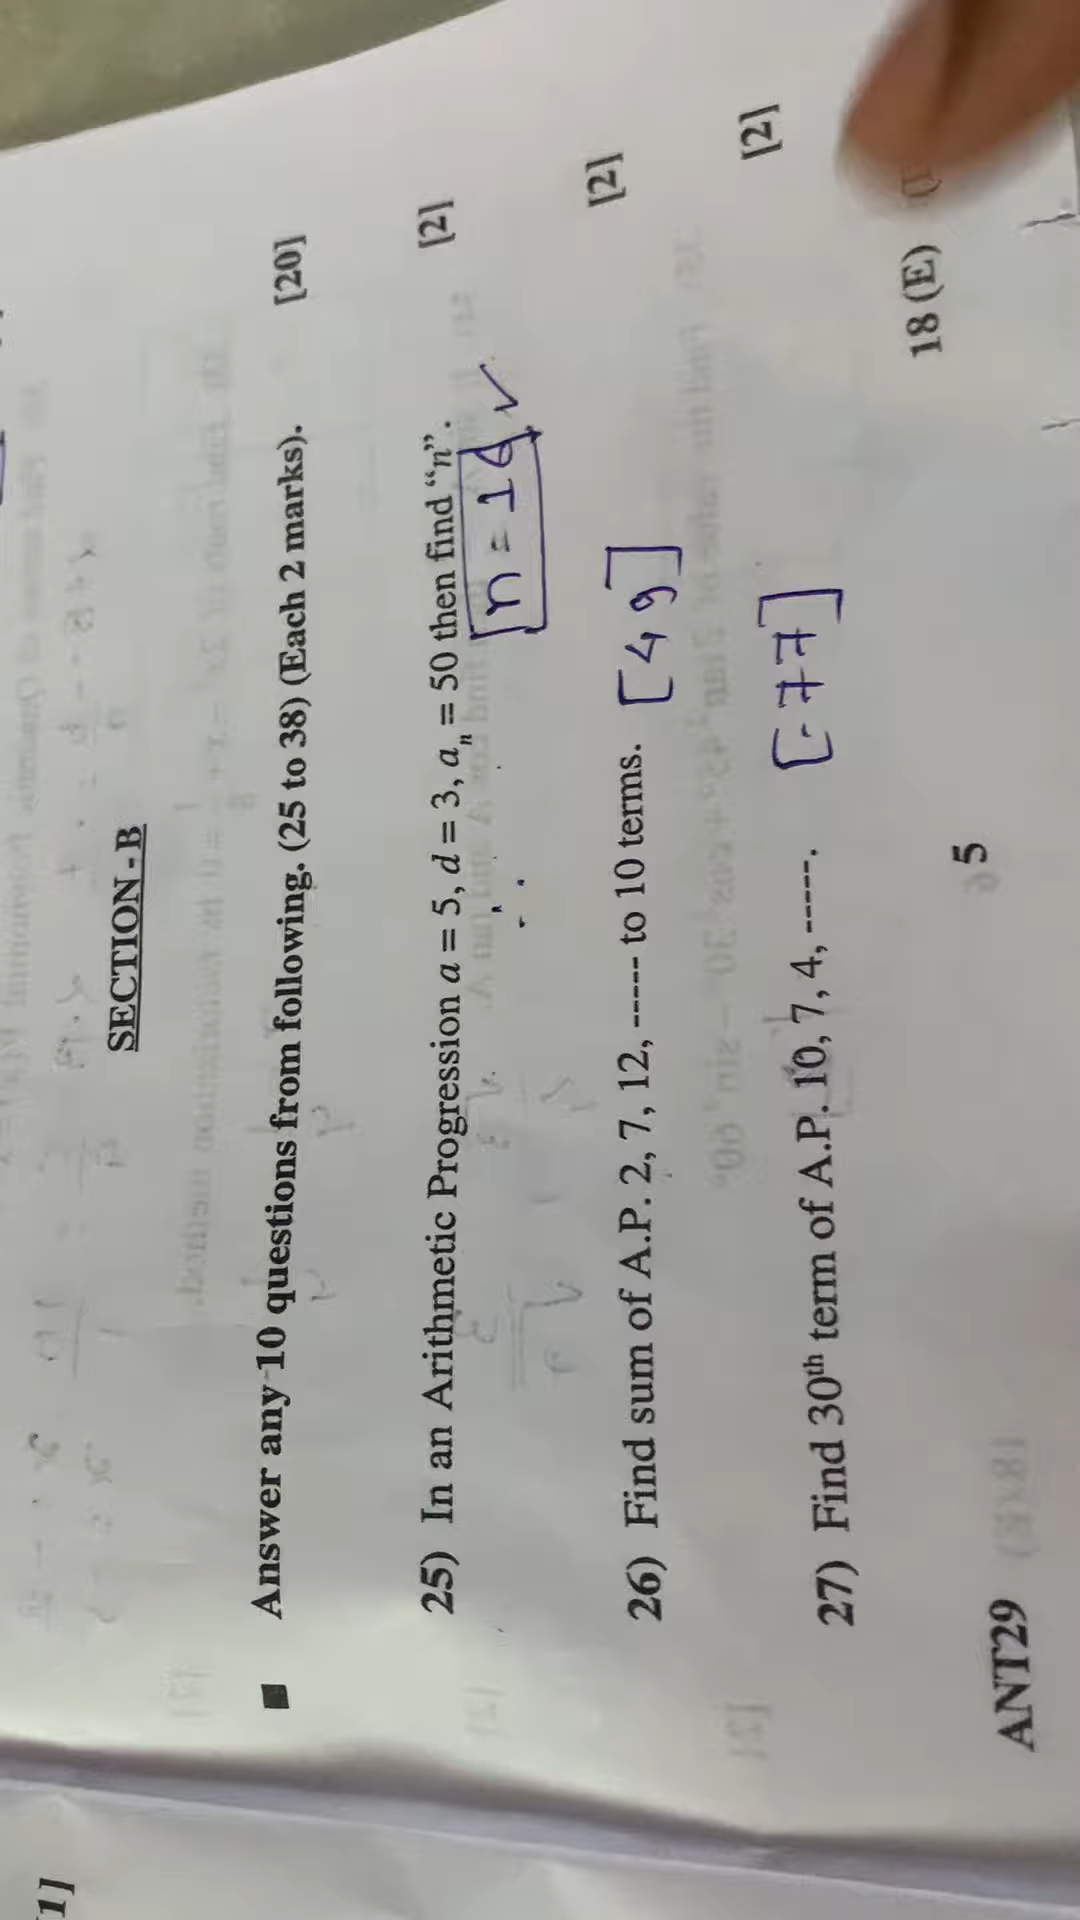 1]
SECTION - B
Answer any 10 questions from following. (25 to 38) (Each 2 marks). [20]
25) In an Arithmetic Progression a = 5, d = 3, aₙ = 50 then find “n”. [2]
n = 16 ✓
26) Find sum of A.P. 2, 7, 12, ----- to 10 terms. [49] [2]
27) Find 30th term of A.P. 10, 7, 4, -----. [-77] [2]
ANT29 5 18 (E)